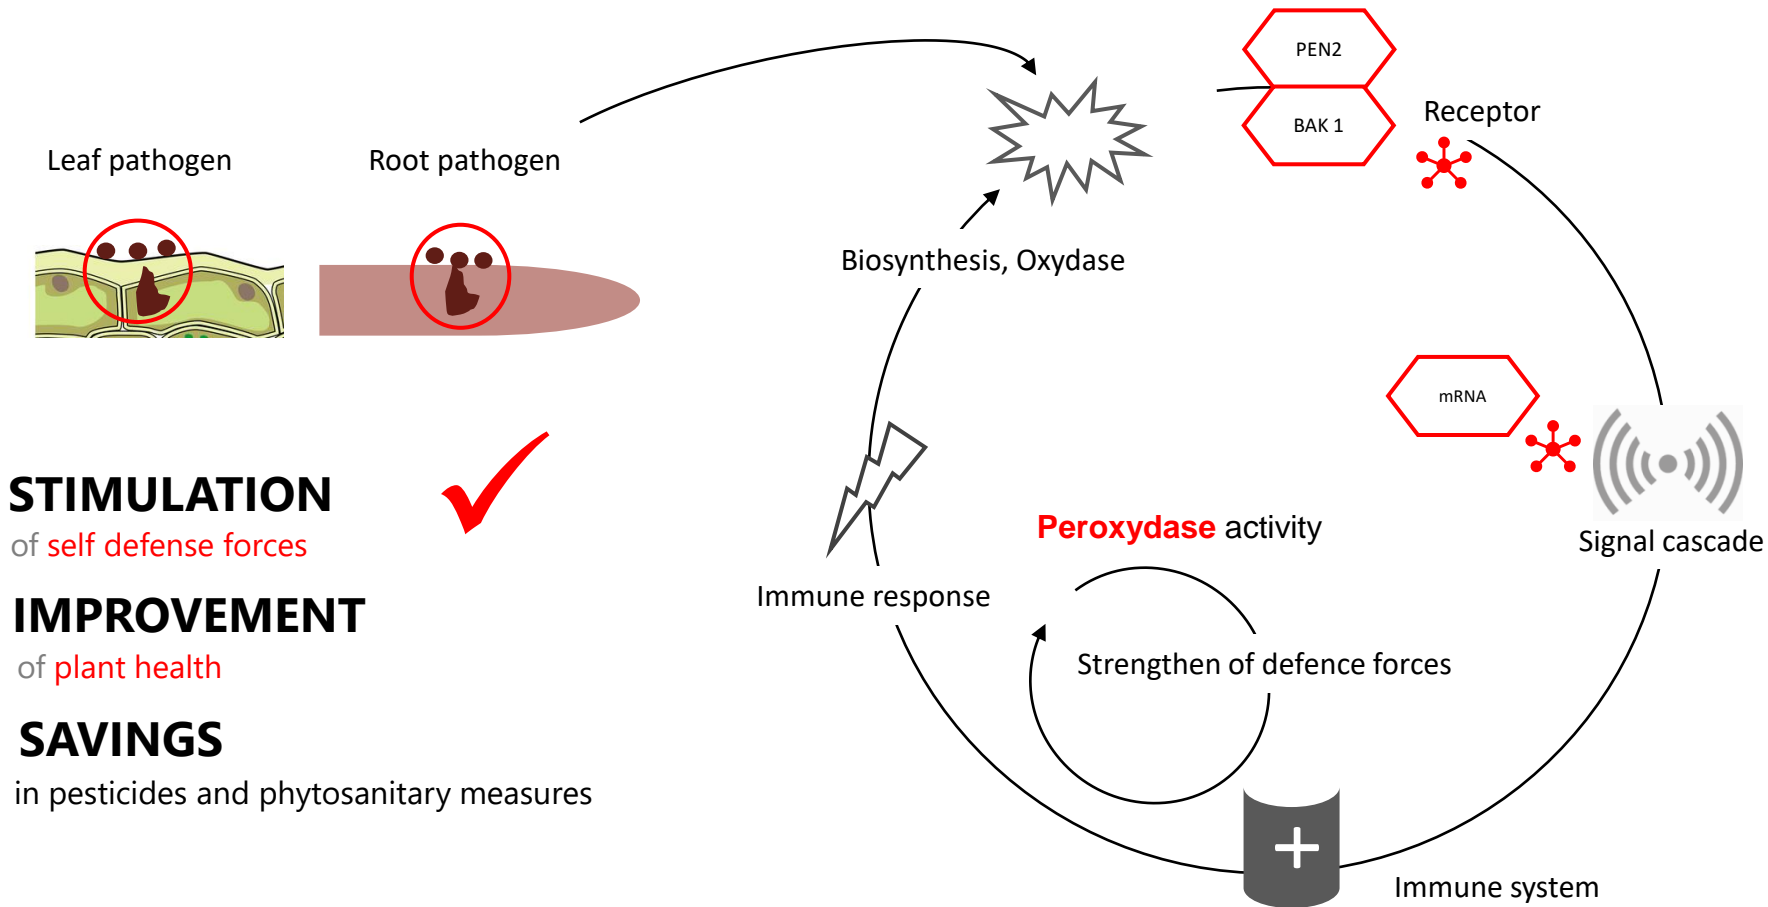 PEN2
BAK 1
Receptor
Leaf pathogen
Root pathogen
Biosynthesis, Oxydase
mRNA
Signal cascade
STIMULATION
of self defense forces
Peroxydase activity
Immune response
Strengthen of defence forces
IMPROVEMENT
of plant health
SAVINGS
in pesticides and phytosanitary measures
Immune system